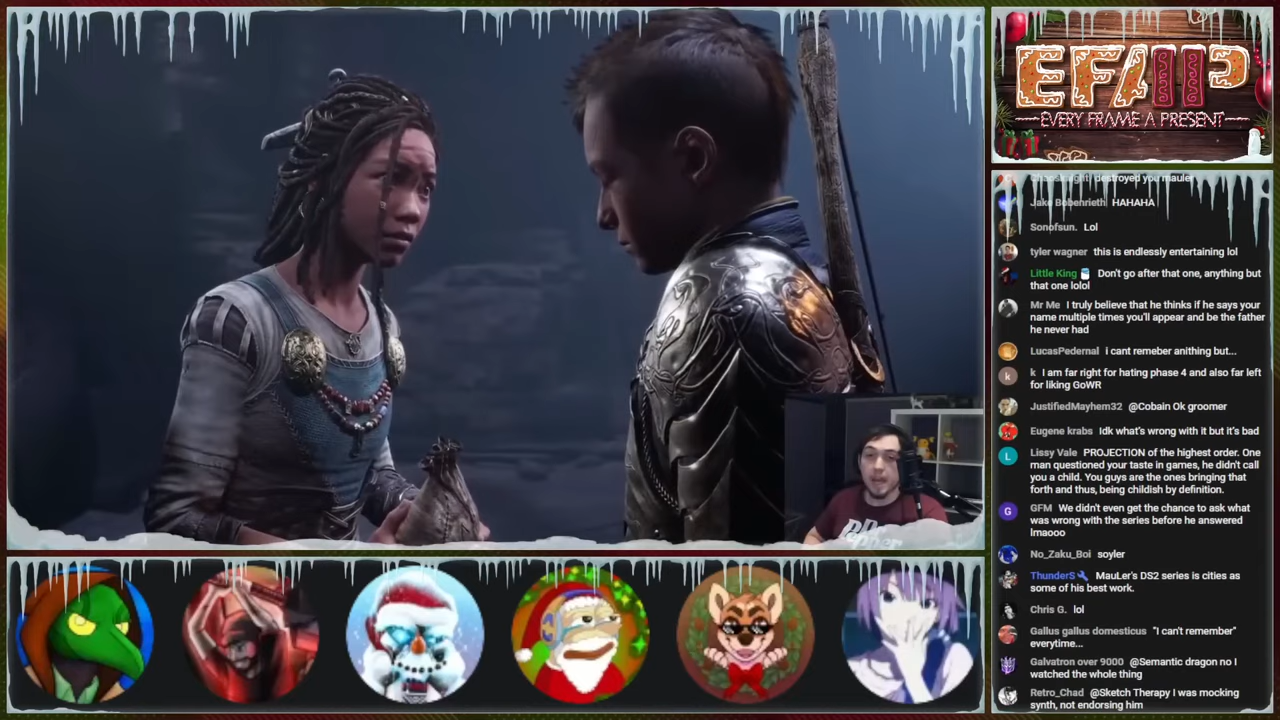 EFAP
EVERY FRAME A PRESENT
destroyed you mauler
Jake Bobenrieth HAHAHA
Sonofsun. Lol
tyler wagner this is endlessly entertaining lol
Little King Don't go after that one, anything but
that one lolol
Mr Me I truly believe that he thinks if he says your
name multiple times you'll appear and be the father
he never had
LucasPedernal i cant remeber anithing but...
k I am far right for hating phase 4 and also far left
for liking GoWR
JustifiedMayhem32 @Cobain Ok groomer
Eugene krabs Idk what's wrong with it but it's bad
Lissy Vale PROJECTION of the highest order. One
man questioned your taste in games, he didn't call
you a child. You guys are the ones bringing that
forth and thus, being childish by definition.
GFM We didn't even get the chance to ask what
was wrong with the series before he answered
lmaooo
No_Zaku_Boi soyler
ThunderS MauLer's DS2 series is cities as
some of his best work.
Chris G. lol
Gallus gallus domesticus "I can't remember"
everytime...
Galvatron over 9000 @Semantic dragon no I
watched the whole thing
Retro_Chad @Sketch Therapy I was mocking
synth, not endorsing him
L
k
G
Dr Pepper